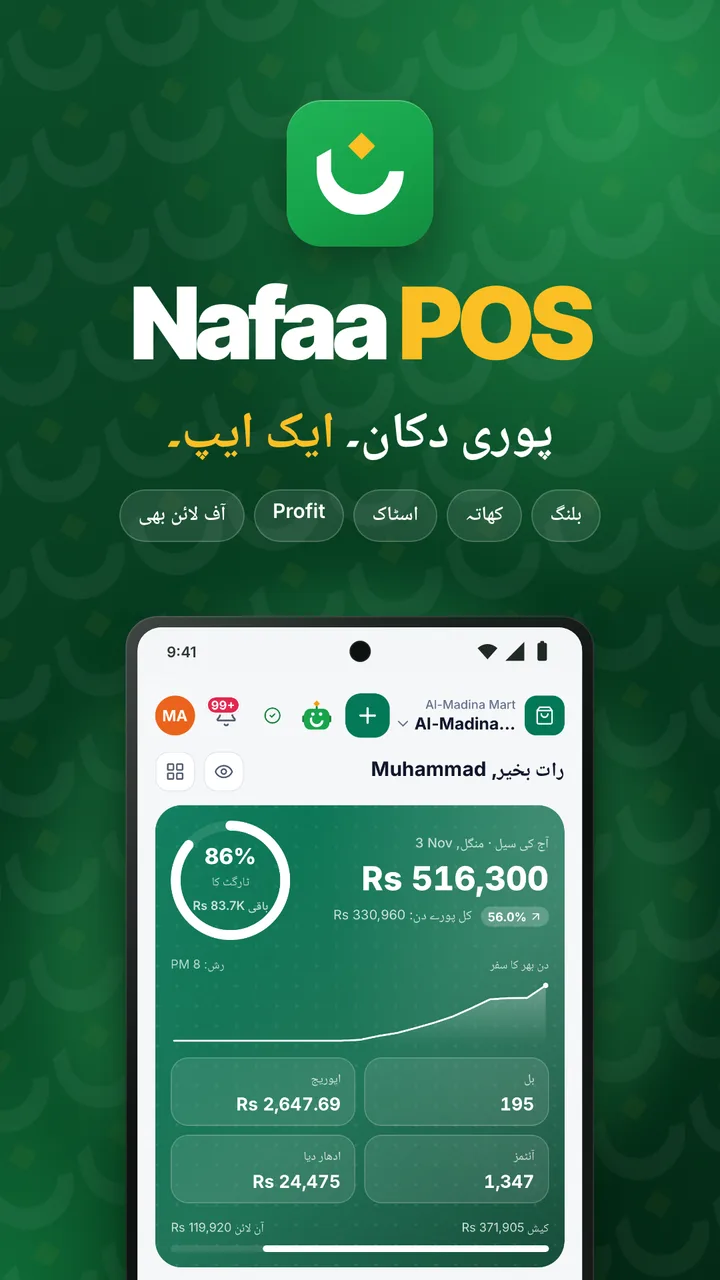 Nafaa POS
پوری دکان۔ ایک ایپ۔
بلنگ کھاتہ اسٹاک Profit آف لائن بھی
9:41
Al-Madina Mart
Al-Madina...
99+
MA
رات بخیر, Muhammad
آج کی سیل · منگل, 3 Nov
Rs 516,300
56.0% کل پورے دن: Rs 330,960
86%
ٹارگٹ کا
باقی Rs 83.7K
دن بھر کا سفر
رش: 8 PM
بل
195
ایوریج
Rs 2,647.69
آئٹمز
1,347
ادھار دیا
Rs 24,475
کیش Rs 371,905
آن لائن Rs 119,920